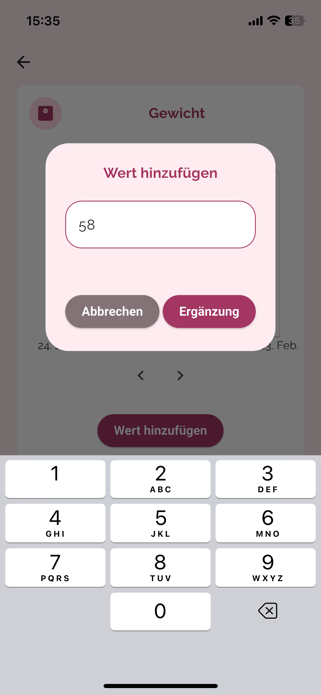 15:35
35
Gewicht
Wert hinzufügen
58
Abbrechen Ergänzung
24. 3. Feb.
Wert hinzufügen
1 2 3
ABC DEF
4 5 6
GHI JKL MNO
7 8 9
PQRS TUV WXYZ
0